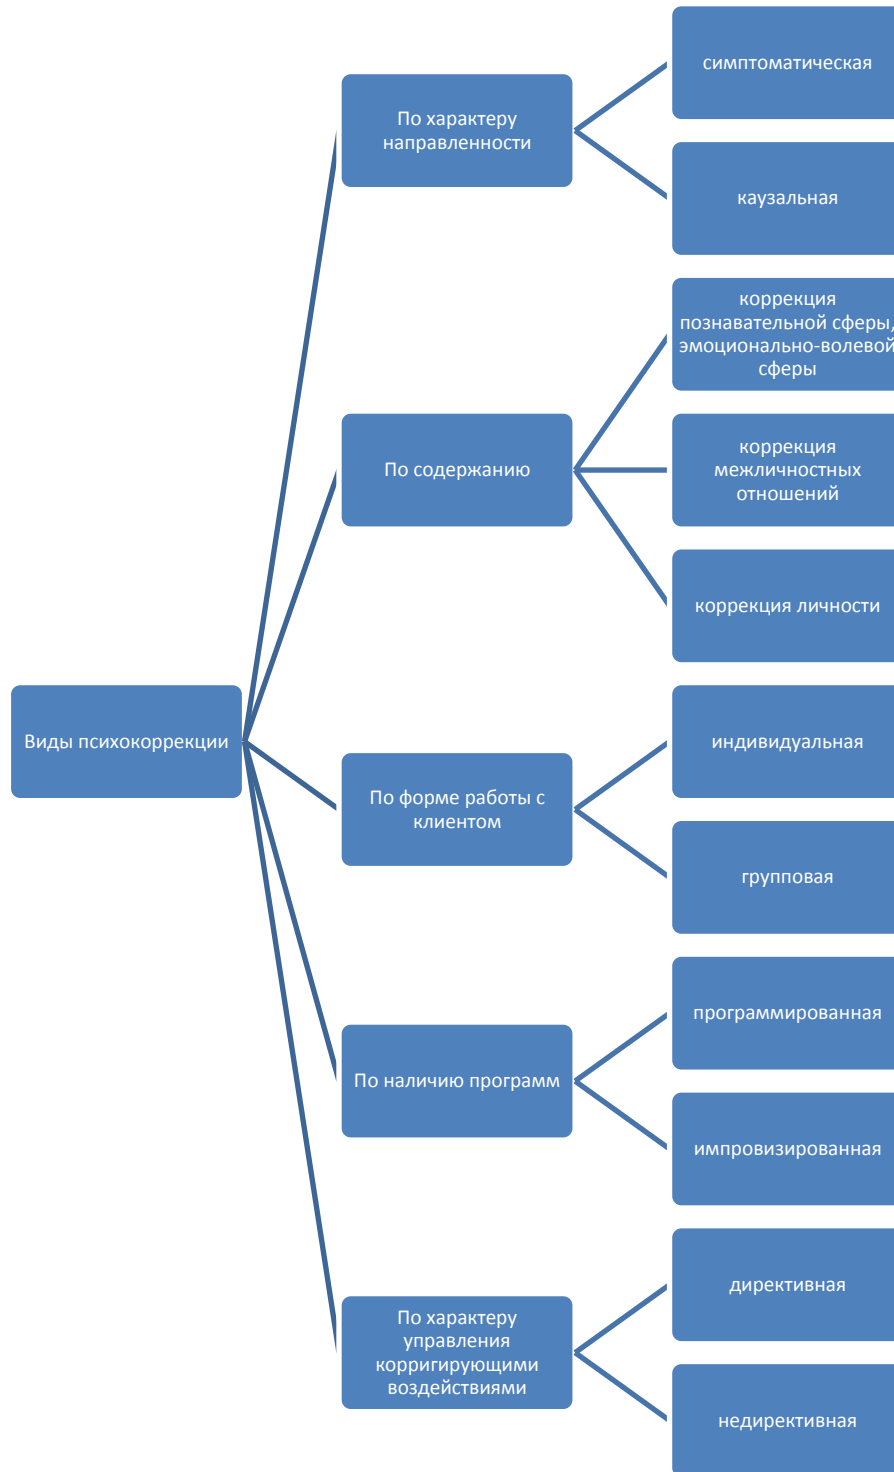 Виды психокоррекции
По характеру
направленности
симптоматическая
каузальная
По содержанию
коррекция
познавательной сферы,
эмоционально-волевой
сферы
коррекция
межличностных
отношений
коррекция личности
По форме работы с
клиентом
индивидуальная
групповая
По наличию программ
программированная
импровизированная
По характеру
управления
корригирующими
воздействиями
директивная
недирективная